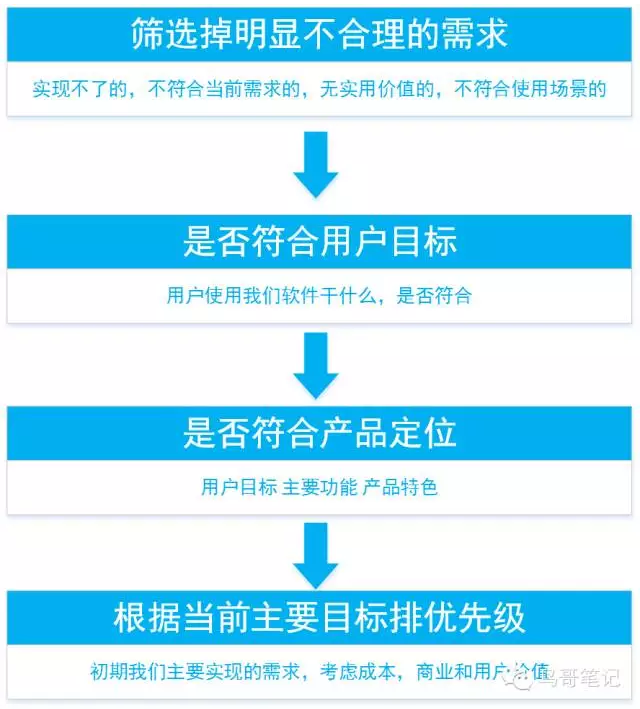 筛选掉明显不合理的需求
实现不了的，不符合当前需求的，无实用价值的，不符合使用场景的
是否符合用户目标
用户使用我们软件干什么，是否符合
是否符合产品定位
用户目标 主要功能 产品特色
根据当前主要目标排优先级
初期我们主要实现的需求，考虑成本，商业和用户价值
鸟哥笔记